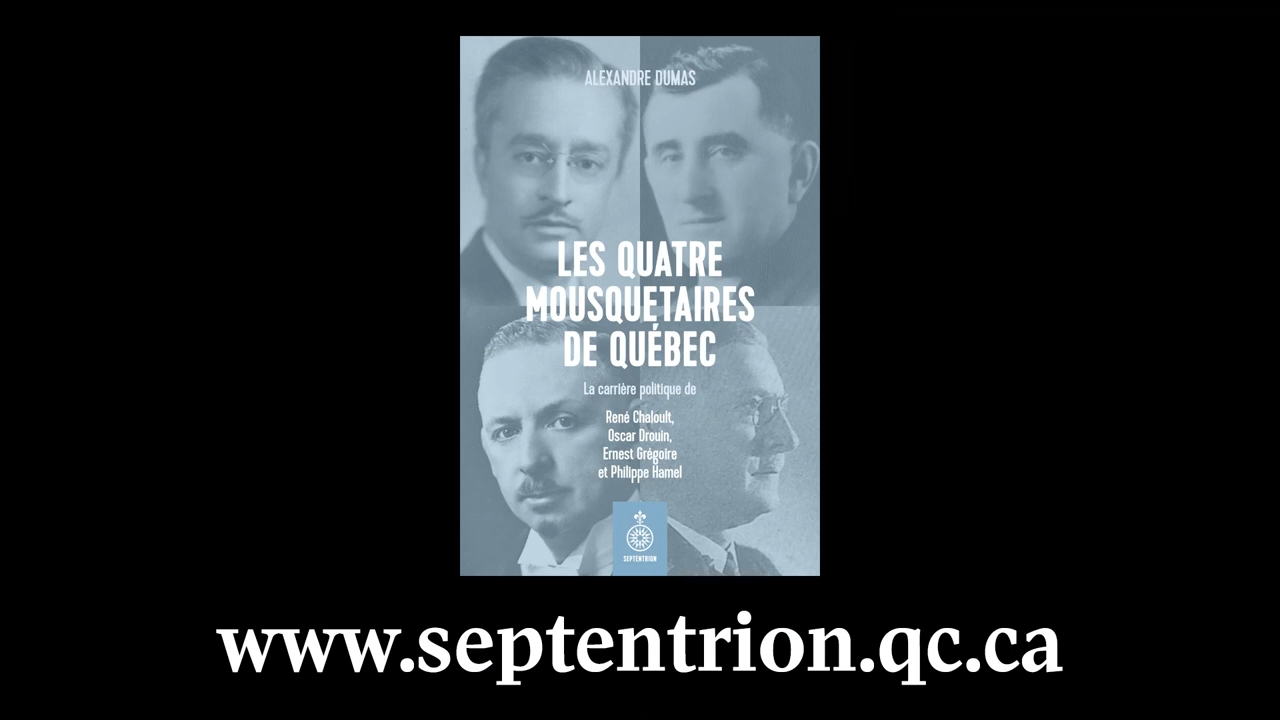 ALEXANDRE DUMAS
LES QUATRE
MOUSQUETAIRES
DE QUÉBEC
La carrière politique de
René Chaloult,
Oscar Drouin,
Ernest Grégoire
et Philippe Hamel
SEPTENTRION
www.septentrion.qc.ca